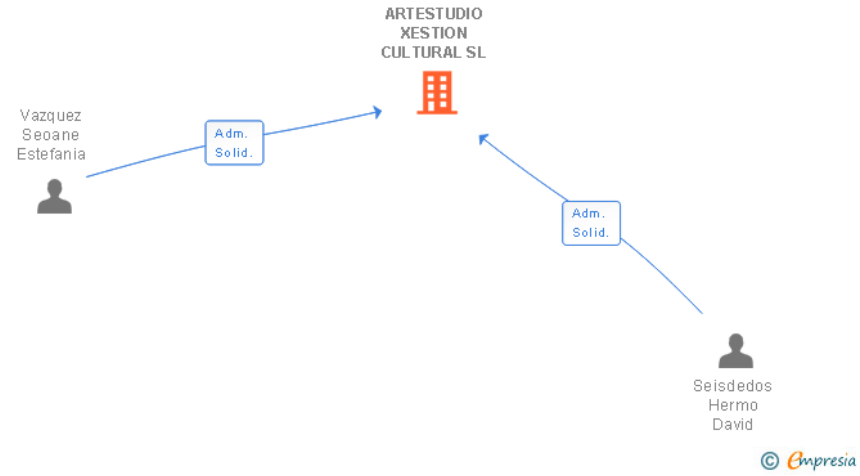 ARTESTUDIO
XESTION
CULTURAL SL
Vazquez
Seoane
Estefania
Adm.
Solid.
Adm.
Solid.
Seisdedos
Hermo
David
© empresia